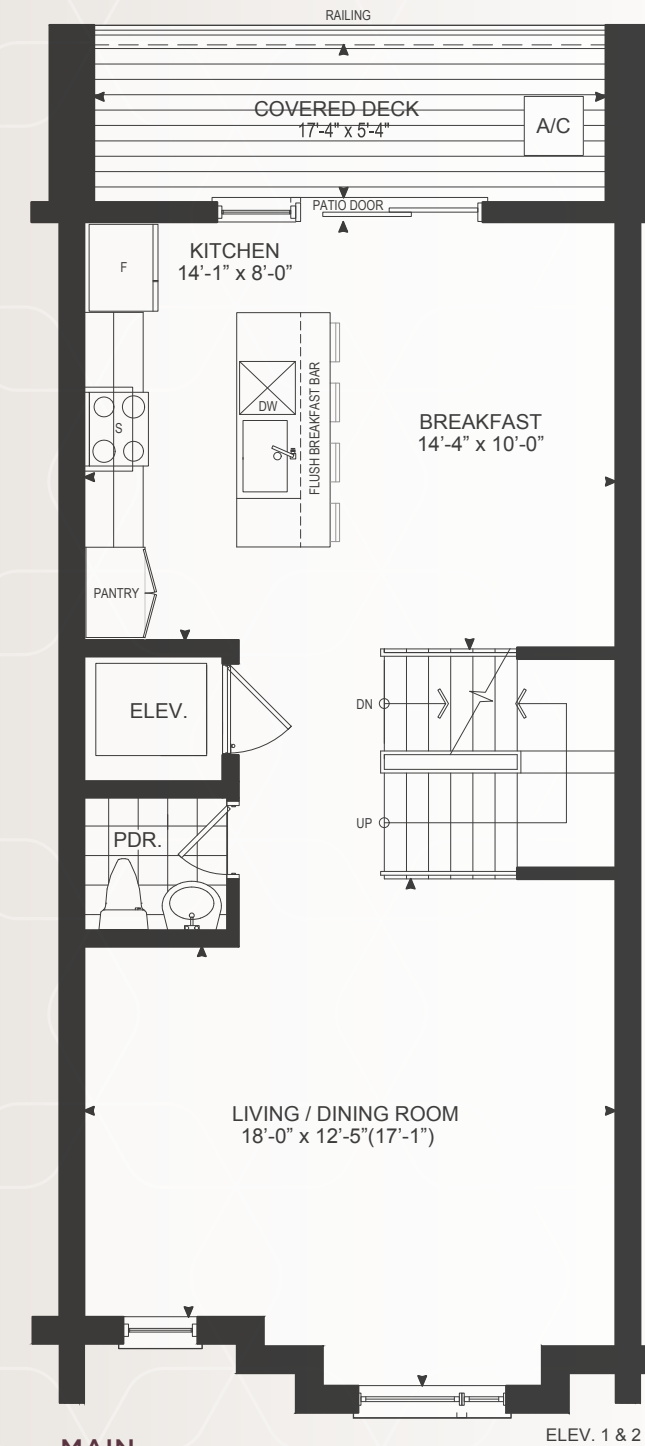 RAILING
COVERED DECK
17'-4" x 5'-4"
A/C
PATIO DOOR
KITCHEN
14’-1” x 8’-0”
F
S
DW
FLUSH BREAKFAST BAR
BREAKFAST
14’-4” x 10’-0”
PANTRY
ELEV.
DN
UP
PDR.
LIVING / DINING ROOM
18’-0” x 12’-5”(17’-1”)
ELEV. 1 & 2
MAIN